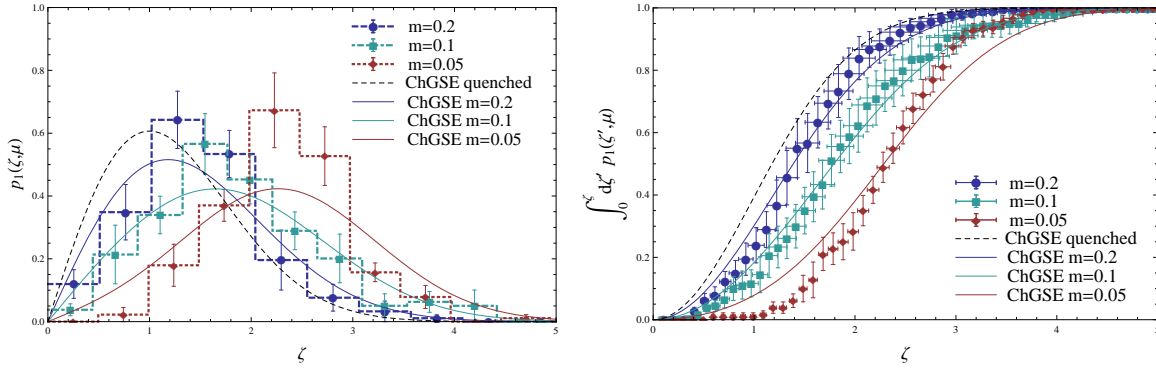 m=0.2
m=0.1
m=0.05
ChGSE quenched
ChGSE m=0.2
ChGSE m=0.1
ChGSE m=0.05
p₁(ζ,μ)
1.0
0.8
0.6
0.4
0.2
0.0
0 1 2 3 4 5
ζ
∫₀^ζ dζ' p₁(ζ',μ)
1.0
0.8
0.6
0.4
0.2
0.0
m=0.2
m=0.1
m=0.05
ChGSE quenched
ChGSE m=0.2
ChGSE m=0.1
ChGSE m=0.05
0 1 2 3 4 5
ζ